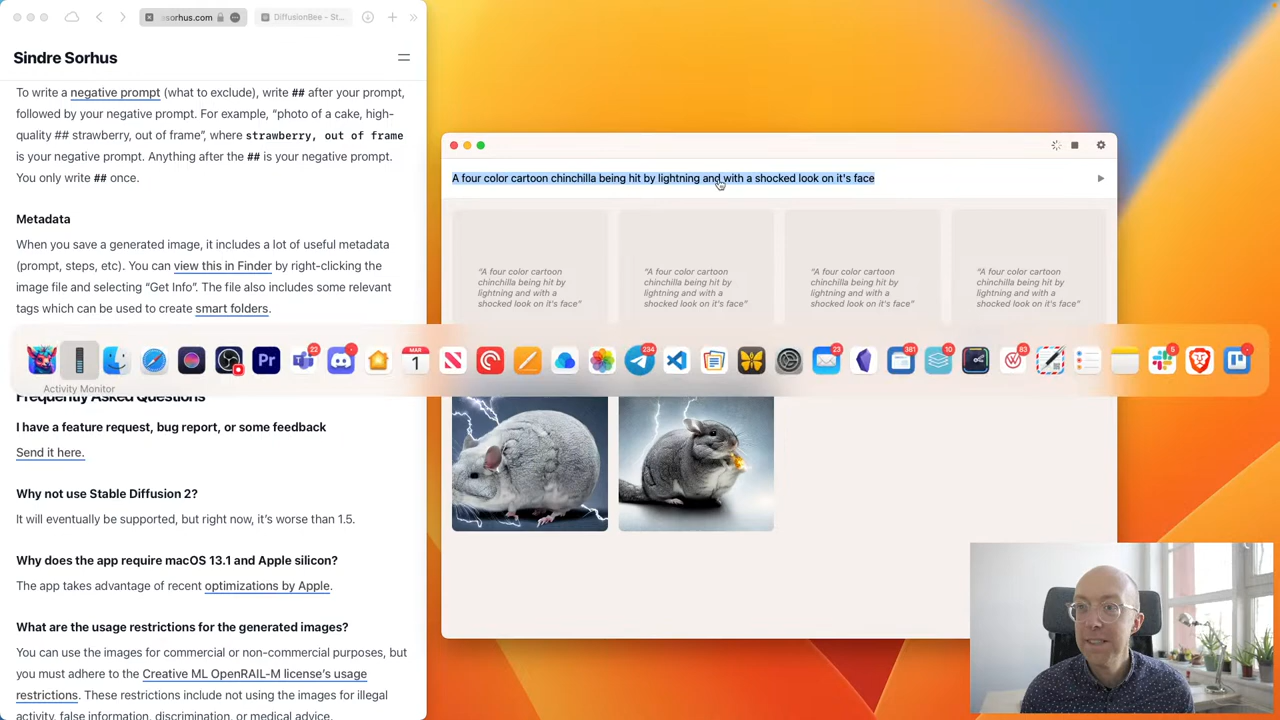 sorhus.com
DiffusionBee - St...
Sindre Sorhus
To write a negative prompt (what to exclude), write ## after your prompt,
followed by your negative prompt. For example, “photo of a cake, high-
quality ## strawberry, out of frame”, where strawberry, out of frame
is your negative prompt. Anything after the ## is your negative prompt.
You only write ## once.
Metadata
When you save a generated image, it includes a lot of useful metadata
(prompt, steps, etc). You can view this in Finder by right-clicking the
image file and selecting “Get Info”. The file also includes some relevant
tags which can be used to create smart folders.
Activity Monitor
Frequently Asked Questions
I have a feature request, bug report, or some feedback
Send it here.
Why not use Stable Diffusion 2?
It will eventually be supported, but right now, it’s worse than 1.5.
Why does the app require macOS 13.1 and Apple silicon?
The app takes advantage of recent optimizations by Apple.
What are the usage restrictions for the generated images?
You can use the images for commercial or non-commercial purposes, but
you must adhere to the Creative ML OpenRAIL-M license’s usage
restrictions. These restrictions include not using the images for illegal
activity, false information, discrimination, or medical advice.
A four color cartoon chinchilla being hit by lightning and with a shocked look on it's face
“A four color cartoon
chinchilla being hit by
lightning and with a
shocked look on it's face”
“A four color cartoon
chinchilla being hit by
lightning and with a
shocked look on it's face”
“A four color cartoon
chinchilla being hit by
lightning and with a
shocked look on it's face”
“A four color cartoon
chinchilla being hit by
lightning and with a
shocked look on it's face”
Pr
22
MAR
1
234
23
381
10
83
5